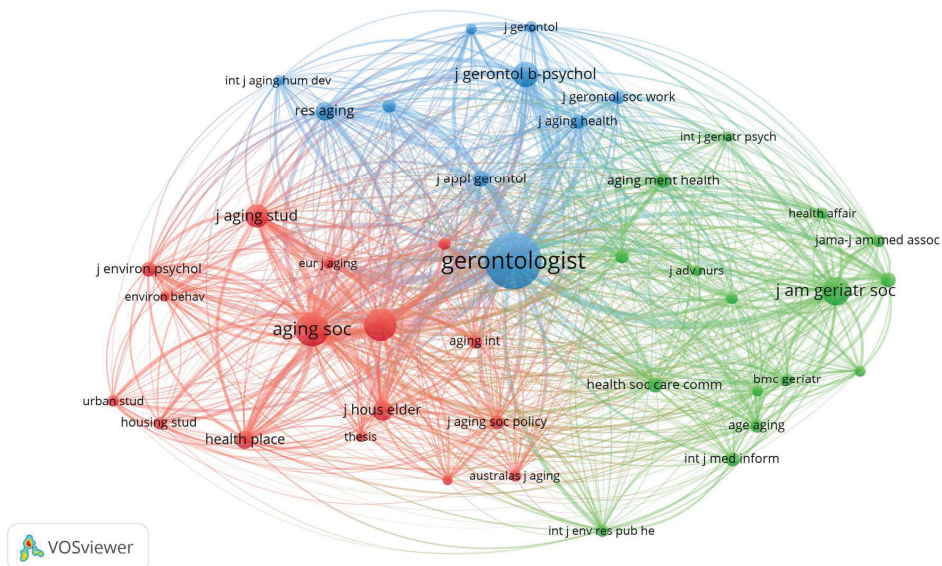 j gerontol
j gerontol b-psychol
int j aging hum dev
j gerontol soc work
res aging
j aging health
int j geriatr psych
j appl gerontol
aging ment health
j aging stud
health affair
jama-j am med assoc
gerontologist
eur j aging
j environ psychol
j adv nurs
environ behav
j am geriatr soc
aging soc
aging int
health soc care comm
bmc geriatr
urban stud
j hous elder
housing stud
j aging soc policy
age aging
health place
thesis
int j med inform
australas j aging
int j env res pub he
VOSviewer